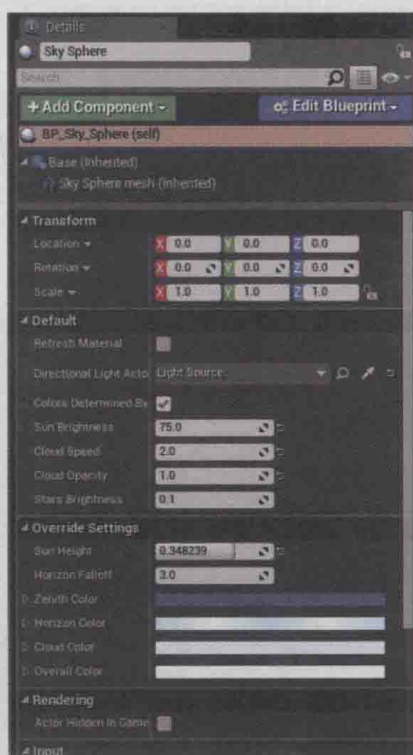 Details
Sky Sphere
Search
+ Add Component
Edit Blueprint
BP_Sky_Sphere (self)
Base (Inherited)
Sky Sphere mesh (Inherited)
Transform
Location X 0.0 Y 0.0 Z 0.0
Rotation X 0.0 Y 0.0 Z 0.0
Scale X 1.0 Y 1.0 Z 1.0
Default
Refresh Material
Directional Light Acto Light Source
Colors Determined By
Sun Brightness 75.0
Cloud Speed 2.0
Cloud Opacity 1.0
Stars Brightness 0.1
Override Settings
Sun Height 0.348239
Horizon Falloff 3.0
Zenith Color
Horizon Color
Cloud Color
Overall Color
Rendering
Actor Hidden In Game
Input